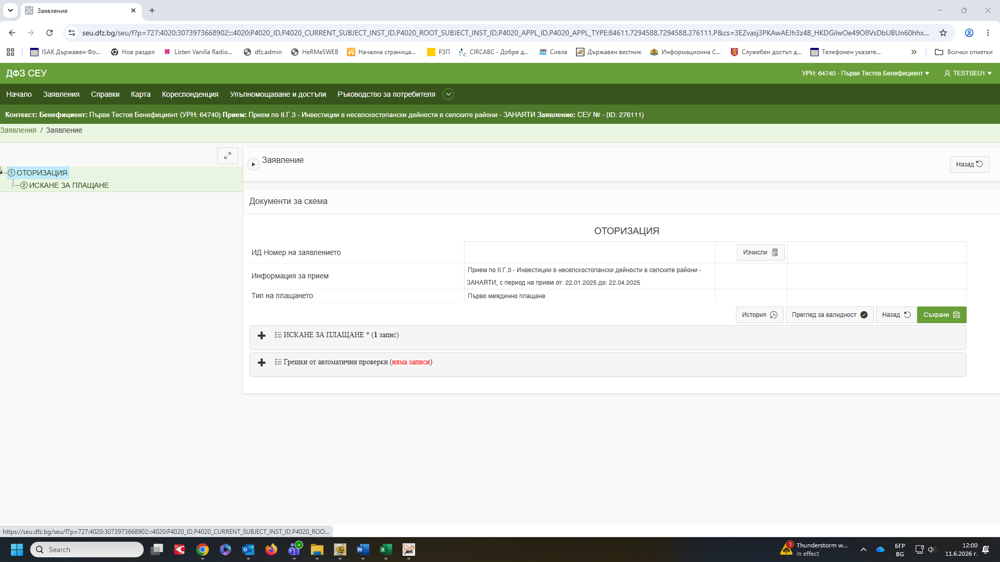 Заявление
seu.dfz.bg/seu/f?p=727:4020:3073973668902:::4020:P4020_ID,P4020_CURRENT_SUBJECT_INST_ID,P4020_ROOT_SUBJECT_INST_ID,P4020_APPL_ID,P4020_APPL_TYPE:84611,7294588,7294588,276111,P&cs=3EZvasj3PKAwAEJh3z4B_HKDGilwOe49O8VsDbUBUn60hhx...
ISAK Държавен Фо...
Нов раздел
Listen Vanilla Radio...
dfz.admin
HeRMeSWEB
Начална страница...
РЗП
CIRCABC - Добре д...
Сиела
Държавен вестник
Информационна С...
Служебен достъп д...
Телефонен указате...
Всички отметки
ДФЗ СЕУ
УРН: 64740 - Първи Тестов Бенефициент
TESTSEU1
Начало
Заявления
Справки
Карта
Кореспонденция
Упълномощаване и достъпи
Ръководство за потребителя
Контекст: Бенефициент: Първи Тестов Бенефициент (УРН: 64740) Прием: Прием по II.Г.3 - Инвестиции в неселскостопански дейности в селските райони - ЗАНАЯТИ Заявление: СЕУ № - (ID: 276111)
Заявления / Заявление
1 ОТОРИЗАЦИЯ
2 ИСКАНЕ ЗА ПЛАЩАНЕ
Заявление
Назад
Документи за схема
ОТОРИЗАЦИЯ
ИД Номер на заявлението
Изчисли
Информация за прием
Прием по II.Г.3 - Инвестиции в неселскостопански дейности в селските райони -
ЗАНАЯТИ, с период на прием от: 22.01.2025 до: 22.04.2025
Тип на плащането
Първо междинно плащане
История
Преглед за валидност
Назад
Съхрани
ИСКАНЕ ЗА ПЛАЩАНЕ * (1 запис)
Грешки от автоматични проверки (няма записи)
https://seu.dfz.bg/seu/f?p=727:4020:3073973668902:::4020:P4020_ID,P4020_CURRENT_SUBJECT_INST_ID,P4020_ROO...
Search
1
Thunderstorm w...
In effect
БГР
BG
12:00
11.6.2026 г.